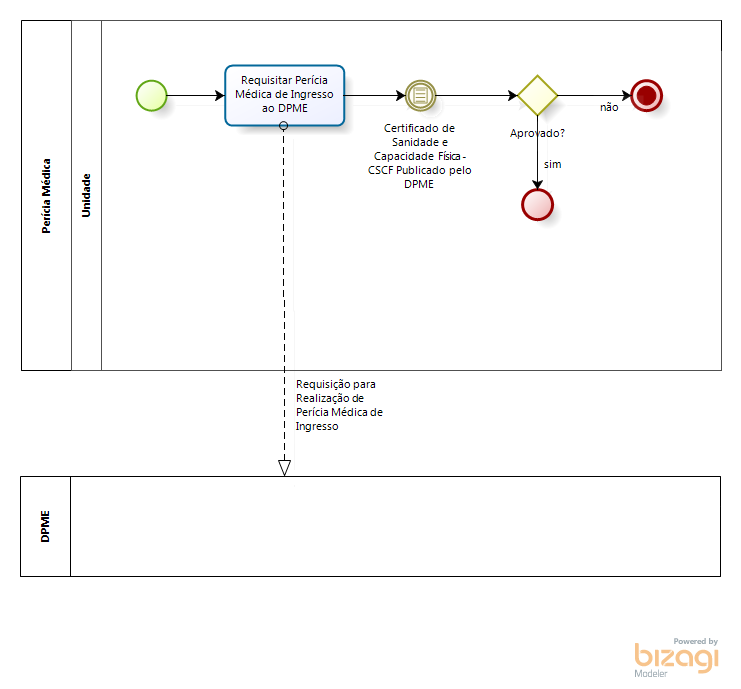 Perícia Médica
Unidade
Requisitar Perícia
Médica de Ingresso
ao DPME
Certificado de
Sanidade e
Capacidade Física -
CSCF Publicado pelo
DPME
Aprovado?
não
sim
Requisição para
Realização de
Perícia Médica de
Ingresso
DPME
Powered by
bizagi
Modeler